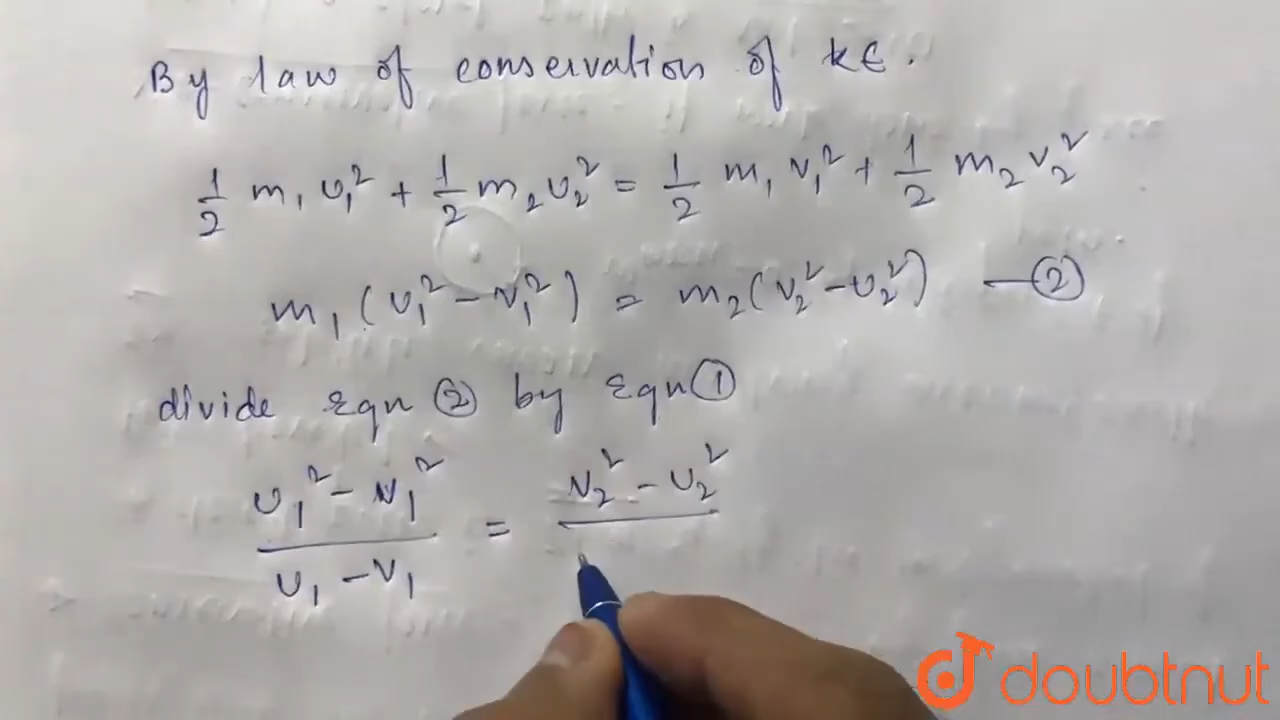 By law of conservation of KE.
1/2 m₁ u₁² + 1/2 m₂ u₂² = 1/2 m₁ v₁² + 1/2 m₂ v₂²
m₁ (u₁² - v₁²) = m₂ (v₂² - u₂²) — ②
divide Eqn ② by Eqn ①
u₁² - v₁² / u₁ - v₁ = v₂² - u₂² /
doubtnut